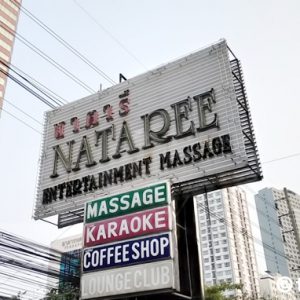 นาตารี
NATAREE
ENTERTAINMENT MASSAGE
MASSAGE
KARAOKE
COFFEE SHOP
LOUNGE CLUB